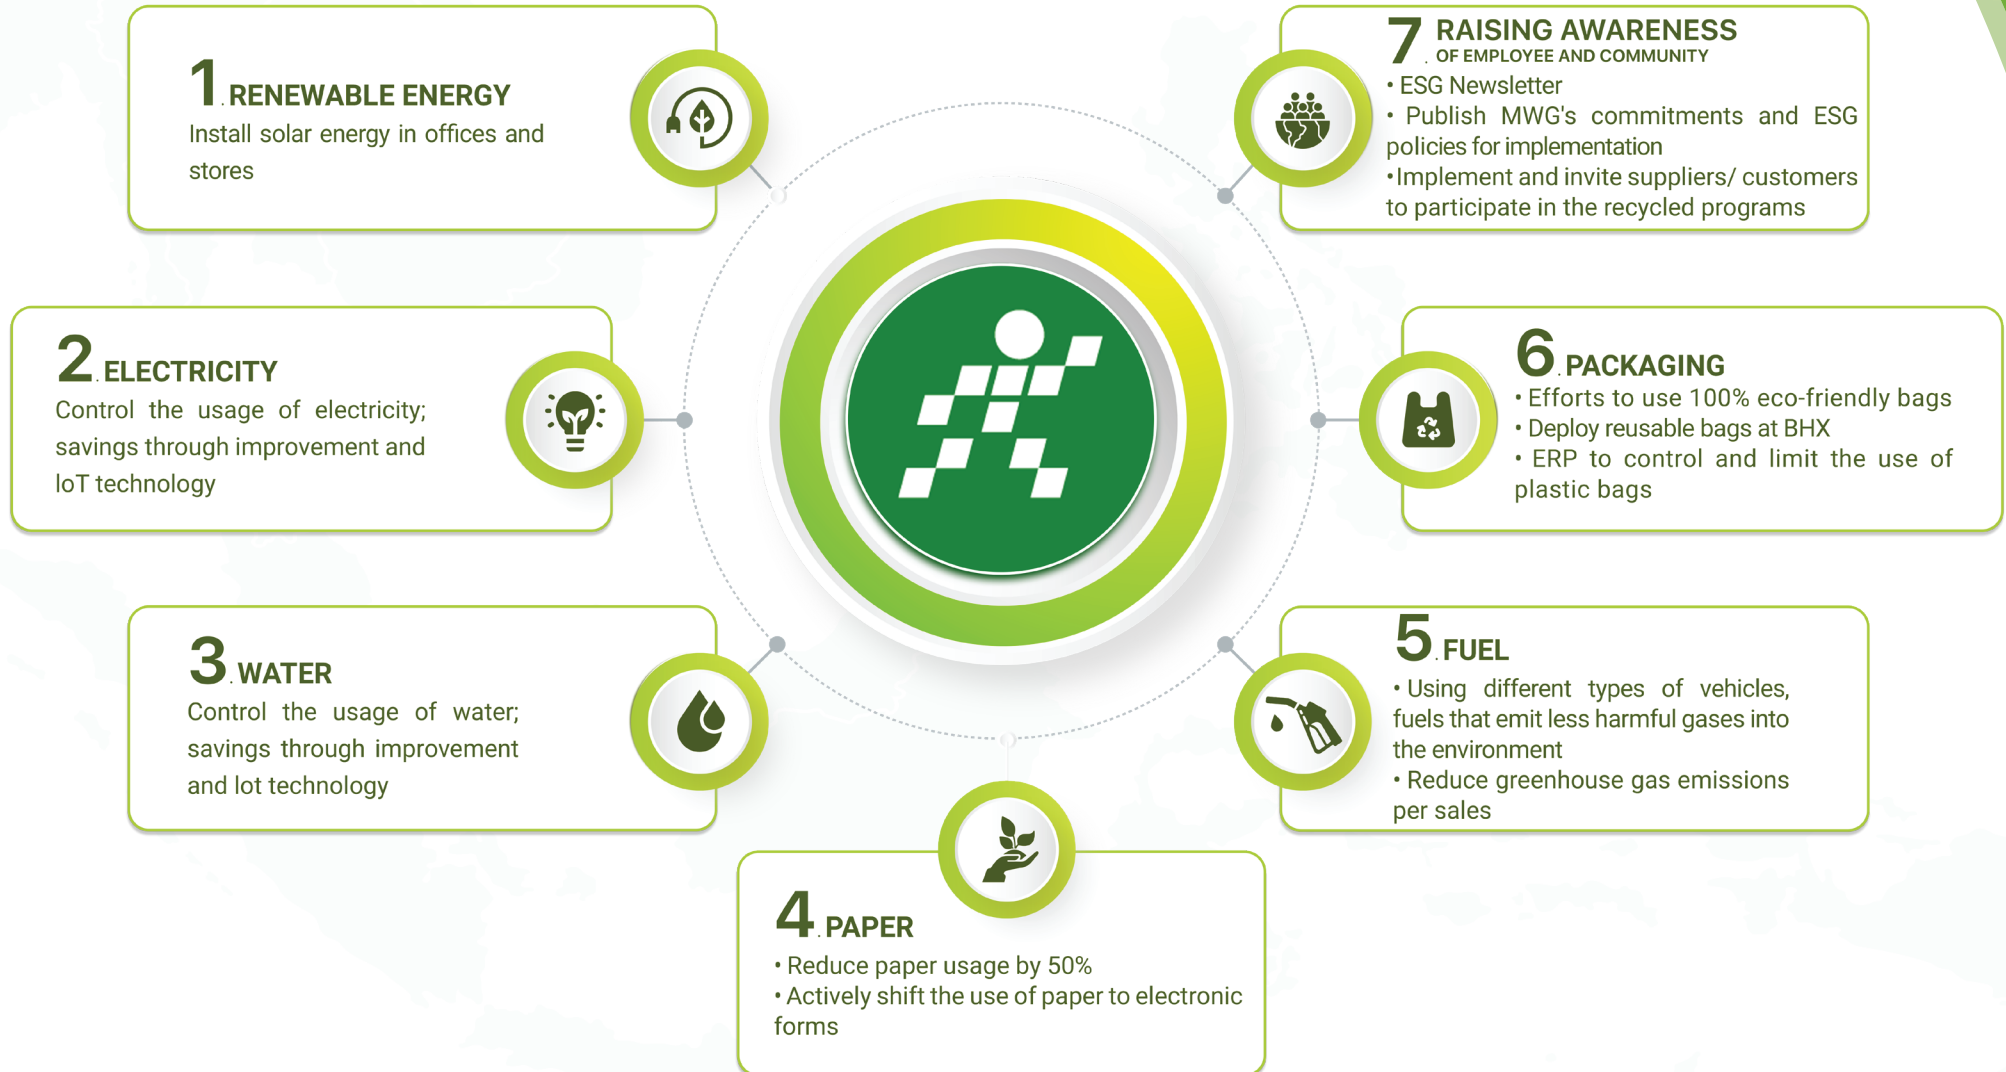 1. RENEWABLE ENERGY
Install solar energy in offices and
stores
2. ELECTRICITY
Control the usage of electricity;
savings through improvement and
IoT technology
3. WATER
Control the usage of water;
savings through improvement
and Iot technology
4. PAPER
• Reduce paper usage by 50%
• Actively shift the use of paper to electronic
forms
5. FUEL
• Using different types of vehicles,
fuels that emit less harmful gases into
the environment
• Reduce greenhouse gas emissions
per sales
6. PACKAGING
• Efforts to use 100% eco-friendly bags
• Deploy reusable bags at BHX
• ERP to control and limit the use of
plastic bags
7. RAISING AWARENESS
OF EMPLOYEE AND COMMUNITY
• ESG Newsletter
• Publish MWG's commitments and ESG
policies for implementation
•Implement and invite suppliers/ customers
to participate in the recycled programs